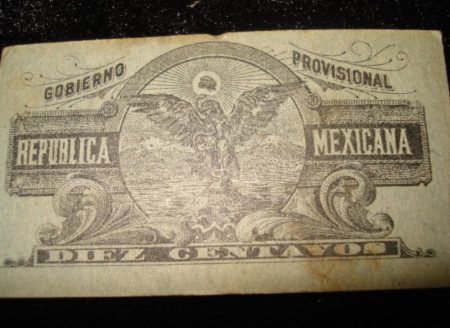 GOBIERNO PROVISIONAL
REPUBLICA MEXICANA
DIEZ CENTAVOS